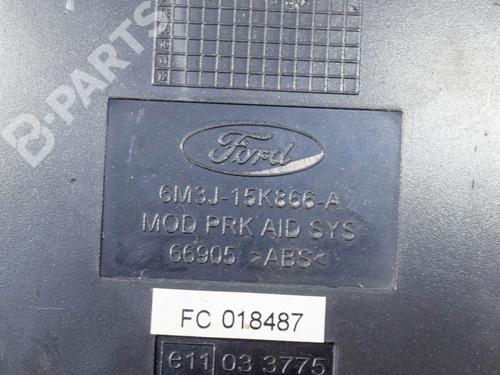 B-PARTS
Ford
6M3J-15K866-A
MOD PRK AID SYS
66905 >ABS<
FC 018487
e11 03 3775